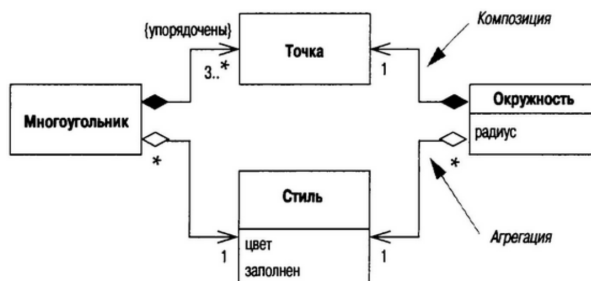 {упорядочены}
Композиция
Точка
3..*
1
Многоугольник
Окружность
радиус
*
*
Стиль
Агрегация
цвет
заполнен
1
1